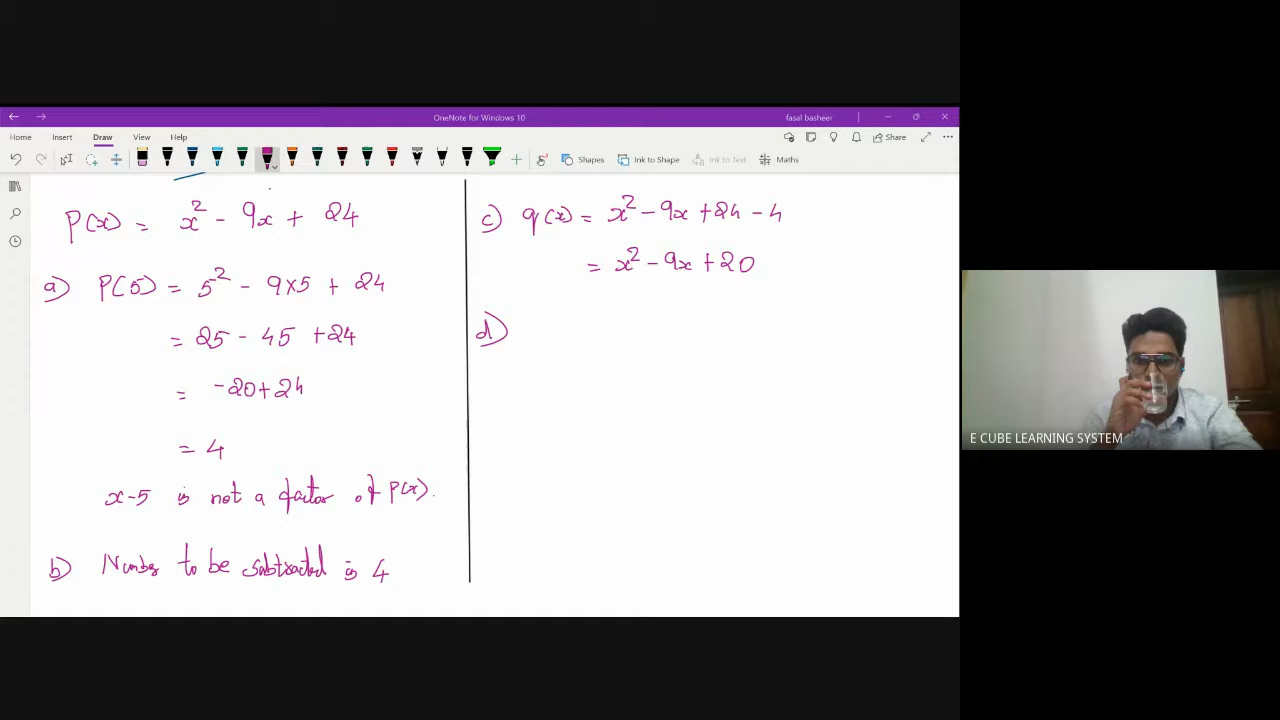 OneNote for Windows 10
fasal basheer
Home Insert Draw View Help
Share
Shapes Ink to Shape Ink to Text Maths
P(x) = x² - 9x + 24
a) P(5) = 5² - 9×5 + 24
= 25 - 45 + 24
= -20+24
= 4
x-5 is not a factor of P(x).
b) Number to be subtracted is 4
c) q(x) = x² - 9x + 24 - 4
= x² - 9x + 20
d)
E CUBE LEARNING SYSTEM